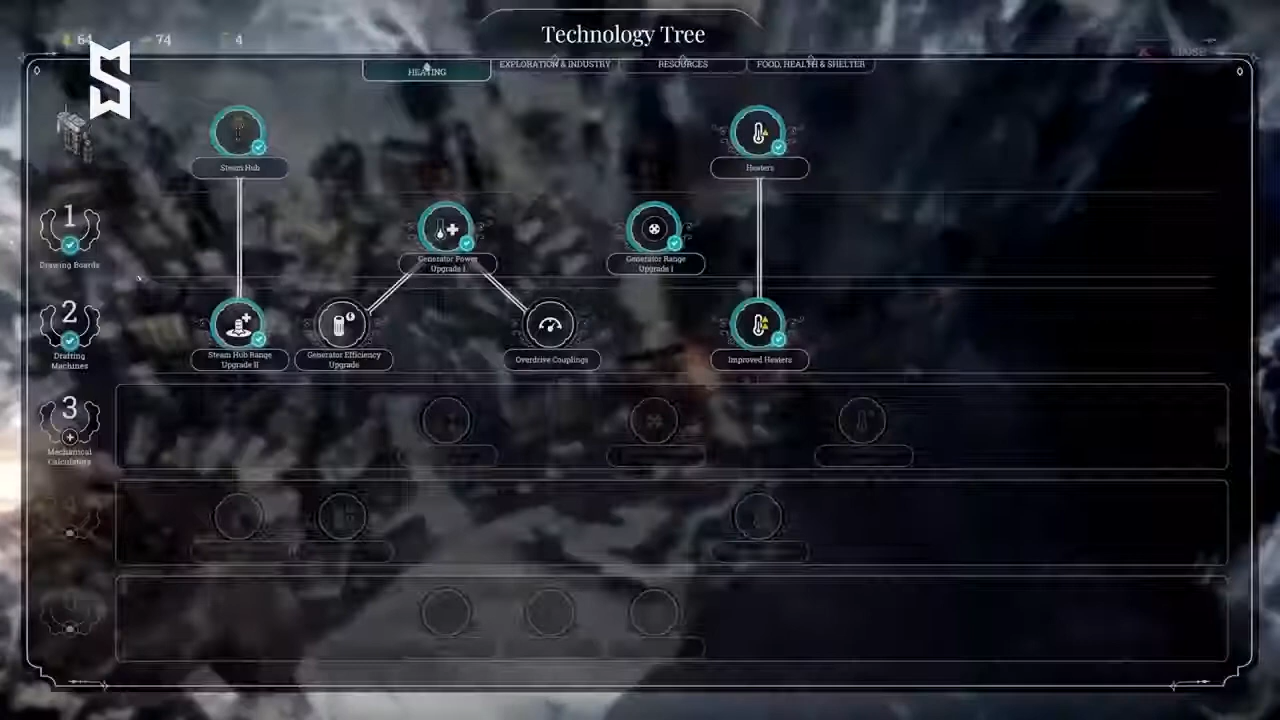 Technology Tree
64
74
4
CLOSE
HEATING
EXPLORATION & INDUSTRY
RESOURCES
FOOD, HEALTH & SHELTER
S
Steam Hub
Heaters
1
Drawing Boards
Generator Power
Upgrade I
Generator Range
Upgrade I
2
Drafting
Machines
Steam Hub Range
Upgrade II
Generator Efficiency
Upgrade
Overdrive Couplings
Improved Heaters
3
Mechanical
Calculators